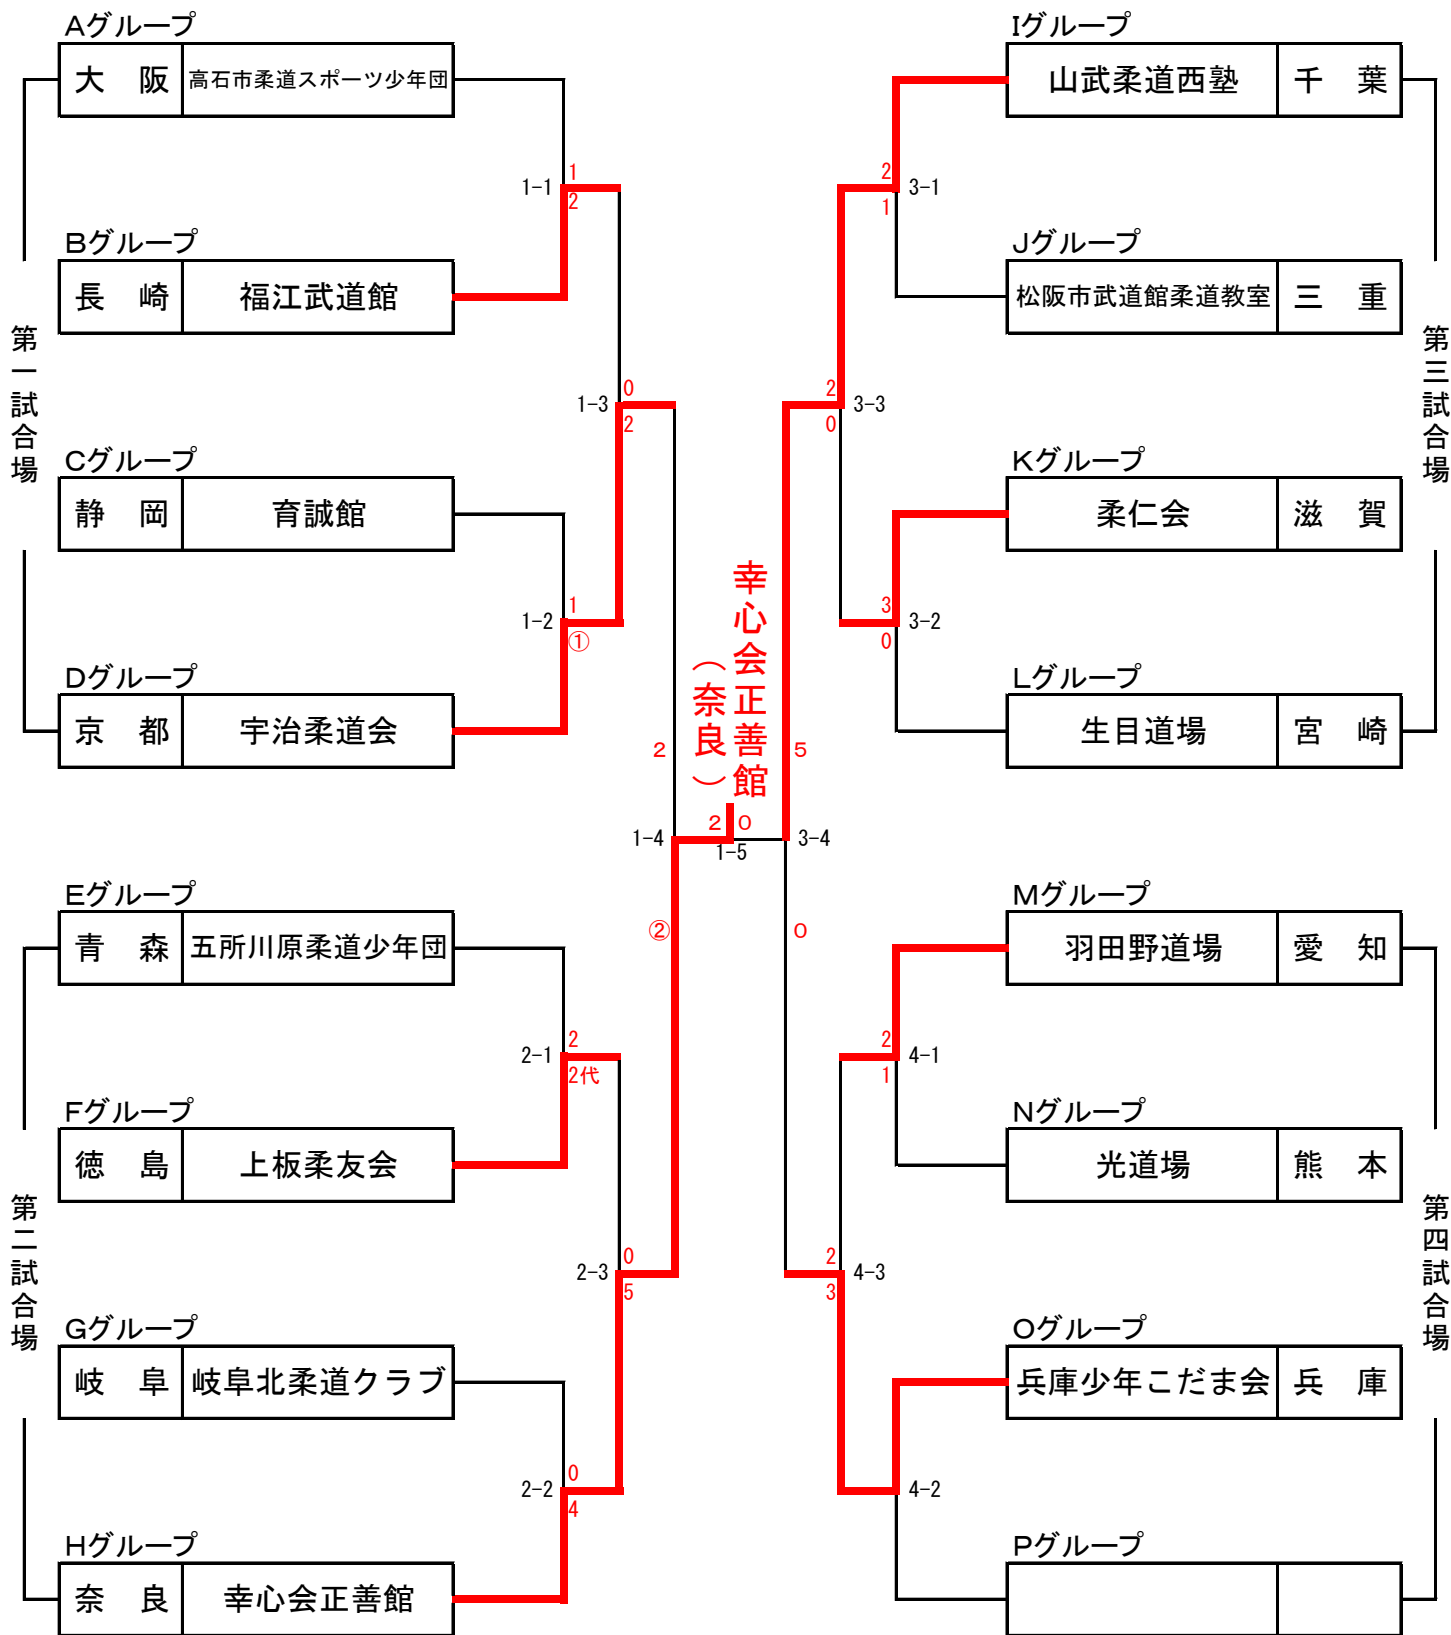 Aグループ
大　阪 高石市柔道スポーツ少年団
1-1
1
2
Bグループ
長　崎 福江武道館
第一試合場
1-3
0
2
Cグループ
静　岡 育誠館
1-2
1
①
Dグループ
京　都 宇治柔道会
2
1-4
②
Eグループ
青　森 五所川原柔道少年団
2-1
2
2代
Fグループ
徳　島 上板柔友会
第二試合場
2-3
0
5
Gグループ
岐　阜 岐阜北柔道クラブ
2-2
0
4
Hグループ
奈　良 幸心会正善館
幸心会正善館
（奈良）
2 0
1-5
Iグループ
山武柔道西塾 千　葉
2
1
3-1
Jグループ
松阪市武道館柔道教室 三　重
第三試合場
2
0
3-3
Kグループ
柔仁会 滋　賀
3
0
3-2
Lグループ
生目道場 宮　崎
5
3-4
0
Mグループ
羽田野道場 愛　知
2
1
4-1
Nグループ
光道場 熊　本
第四試合場
2
3
4-3
Oグループ
兵庫少年こだま会 兵　庫
4-2
Pグループ